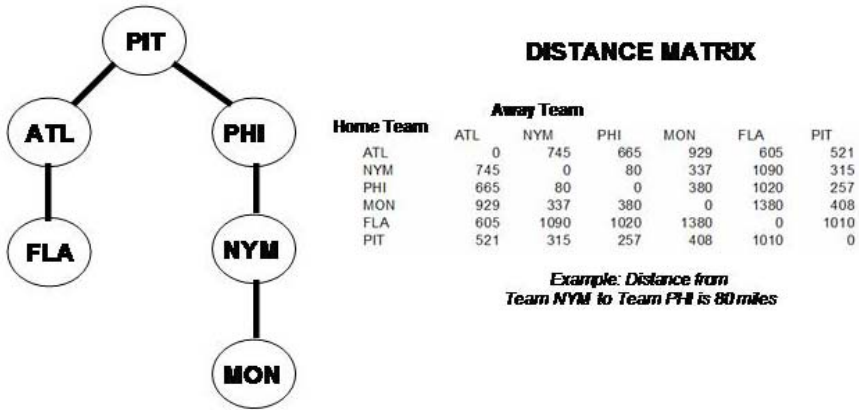 PIT
ATL
PHI
FLA
NYM
MON
DISTANCE MATRIX
Away Team
Home Team ATL NYM PHI MON FLA PIT
ATL 0 745 665 929 605 521
NYM 745 0 80 337 1090 315
PHI 665 80 0 380 1020 257
MON 929 337 380 0 1380 408
FLA 605 1090 1020 1380 0 1010
PIT 521 315 257 408 1010 0
Example: Distance from
Team NYM to Team PHI is 80 miles